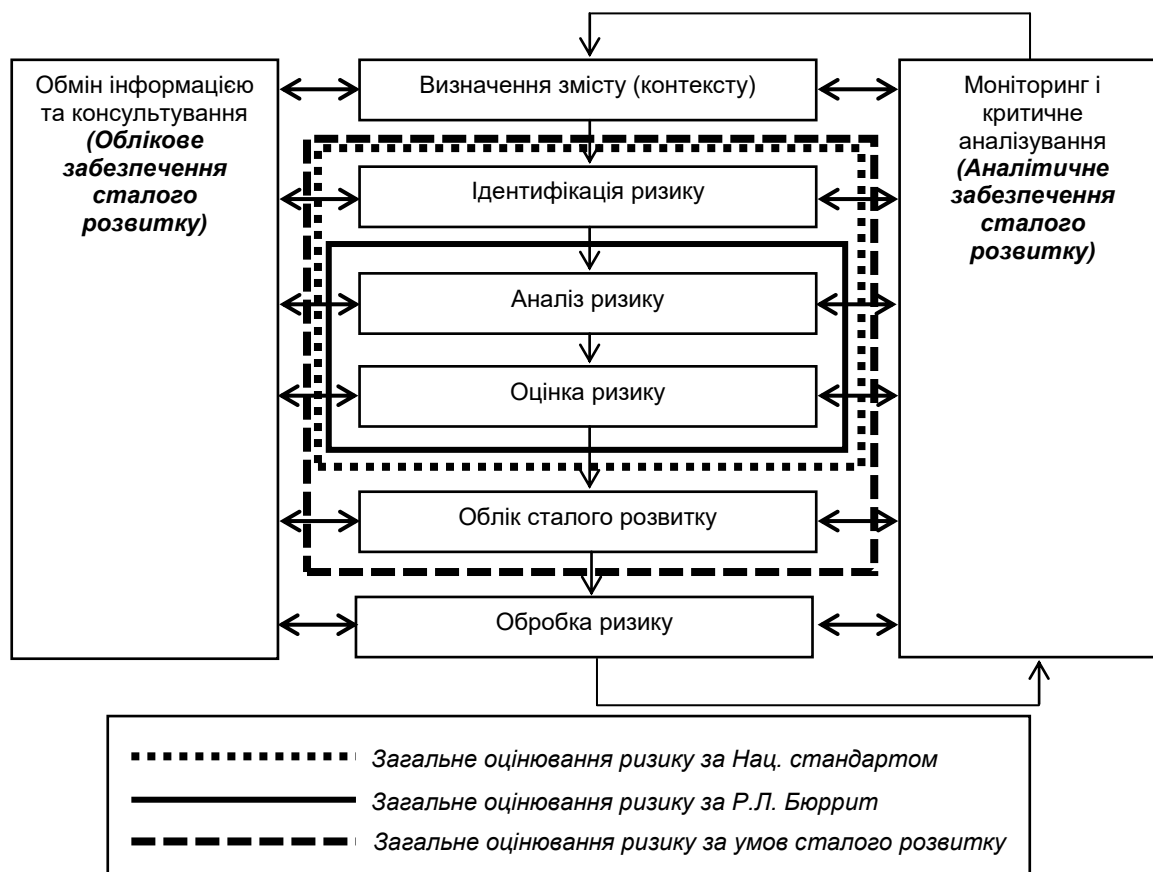 Обмін інформацією
та консультування
(Облікове
забезпечення
сталого
розвитку)
Визначення змісту (контексту)
Ідентифікація ризику
Аналіз ризику
Оцінка ризику
Облік сталого розвитку
Обробка ризику
Моніторинг і
критичне
аналізування
(Аналітичне
забезпечення
сталого
розвитку)
Загальне оцінювання ризику за Нац. стандартом
Загальне оцінювання ризику за Р.Л. Бюррит
Загальне оцінювання ризику за умов сталого розвитку